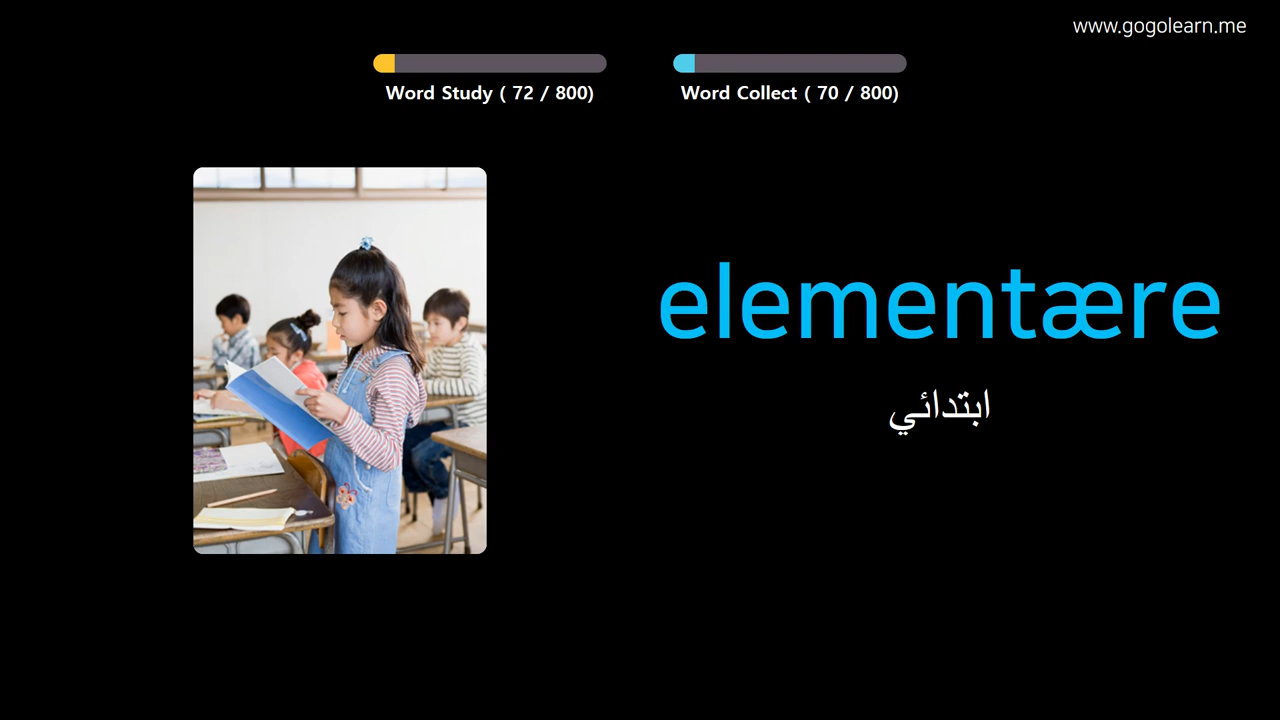 www.gogolearn.me
Word Study ( 72 / 800)
Word Collect ( 70 / 800)
elementære
ابتدائي